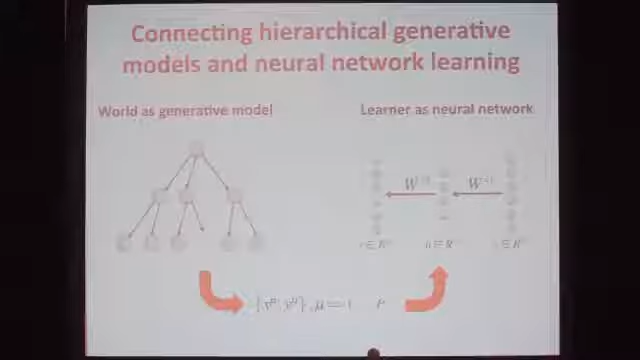 Connecting hierarchical generative
models and neural network learning
World as generative model
Learner as neural network
W W